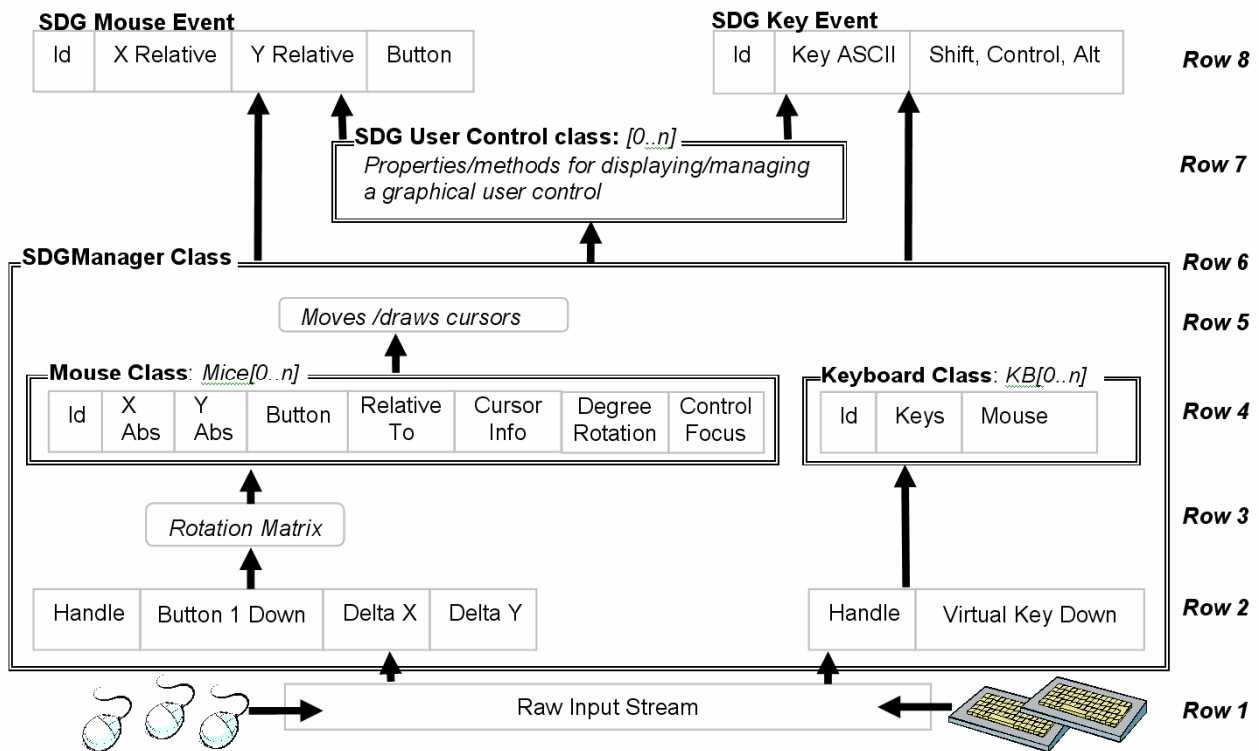 SDG Mouse Event
SDG Key Event
Id X Relative Y Relative Button
Id Key ASCII Shift, Control, Alt
Row 8
SDG User Control class: [0..n]
Properties/methods for displaying/managing
a graphical user control
Row 7
SDGManager Class
Row 6
Moves /draws cursors
Row 5
Mouse Class: Mice[0..n]
Id X Abs Y Abs Button Relative To Cursor Info Degree Rotation Control Focus
Keyboard Class: KB[0..n]
Id Keys Mouse
Row 4
Rotation Matrix
Row 3
Handle Button 1 Down Delta X Delta Y
Handle Virtual Key Down
Row 2
Raw Input Stream
Row 1